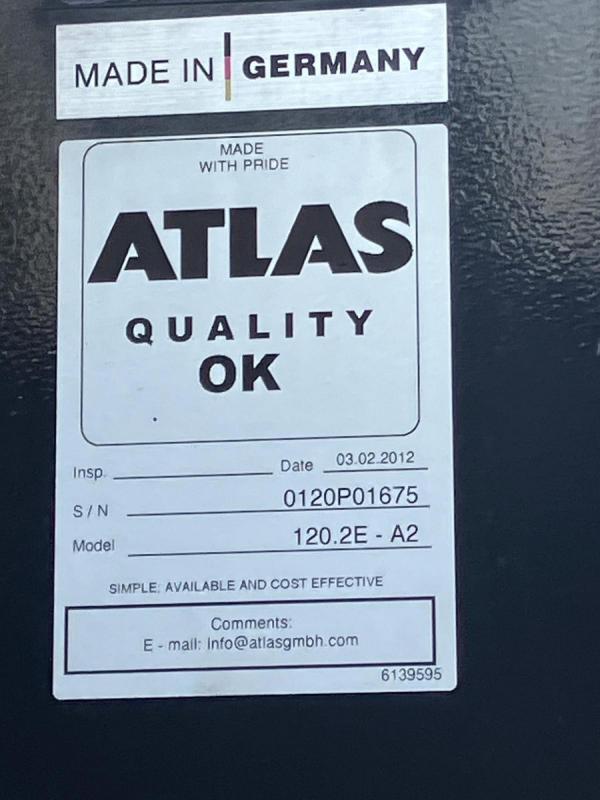 MADE IN GERMANY
MADE
WITH PRIDE
ATLAS
QUALITY
OK
Insp. Date 03.02.2012
S / N 0120P01675
Model 120.2E - A2
SIMPLE, AVAILABLE AND COST EFFECTIVE
Comments:
E - mail: Info@atlasgmbh.com
6139595